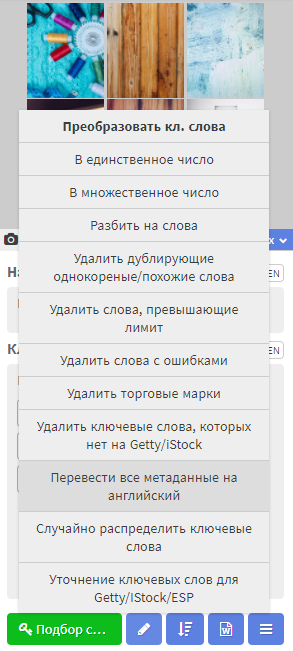 Преобразовать кл. слова
В единственное число
В множественное число
Разбить на слова
Удалить дублирующие
однокореные/похожие слова
Удалить слова, превышающие
лимит
Удалить слова с ошибками
Удалить торговые марки
Удалить ключевые слова, которых
нет на Getty/iStock
Перевести все метаданные на
английский
Случайно распределить ключевые
слова
Уточнение ключевых слов для
Getty/IStock/ESP
EN
EN
Подбор с...
W